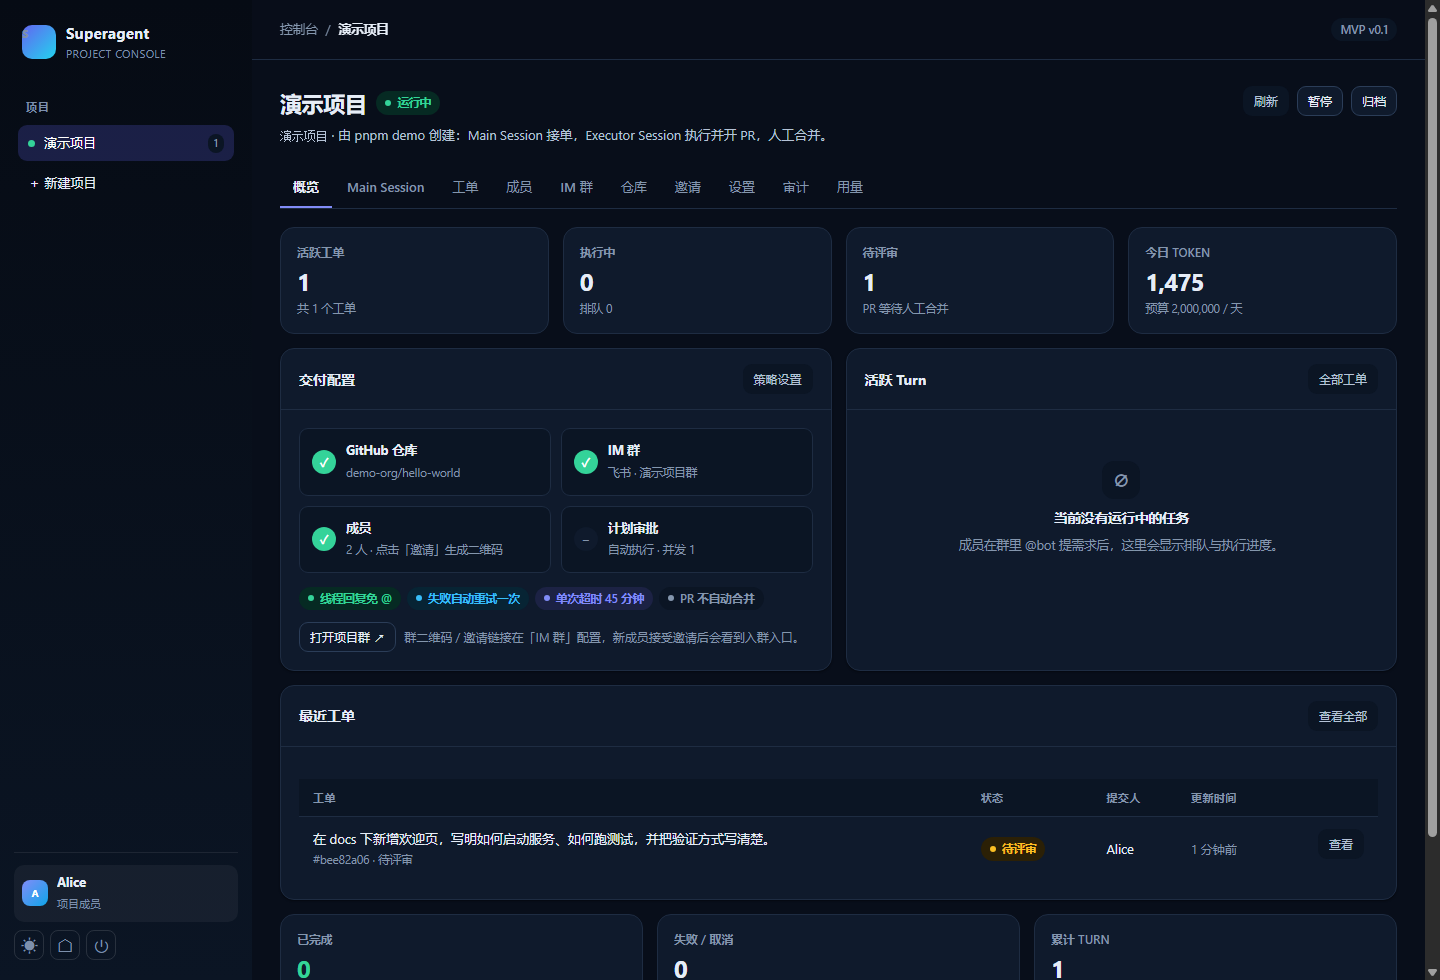 Superagent
PROJECT CONSOLE
项目
演示项目
1
+ 新建项目
Alice
项目成员
A
控制台 / 演示项目
MVP v0.1
演示项目
运行中
刷新
暂停
归档
演示项目 · 由 pnpm demo 创建：Main Session 接单，Executor Session 执行并开 PR，人工合并。
概览
Main Session
工单
成员
IM 群
仓库
邀请
设置
审计
用量
活跃工单
1
共 1 个工单
执行中
0
排队 0
待评审
1
PR 等待人工合并
今日 TOKEN
1,475
预算 2,000,000 / 天
交付配置
策略设置
GitHub 仓库
demo-org/hello-world
IM 群
飞书 · 演示项目群
成员
2 人 · 点击「邀请」生成二维码
计划审批
自动执行 · 并发 1
线程回复免 @
失败自动重试一次
单次超时 45 分钟
PR 不自动合并
打开项目群 ↗
群二维码 / 邀请链接在「IM 群」配置，新成员接受邀请后会看到入群入口。
活跃 Turn
全部工单
当前没有运行中的任务
成员在群里 @bot 提需求后，这里会显示排队与执行进度。
最近工单
查看全部
工单
状态
提交人
更新时间
在 docs 下新增欢迎页，写明如何启动服务、如何跑测试，并把验证方式写清楚。
#bee82a06 · 待评审
待评审
Alice
1 分钟前
查看
已完成
0
失败 / 取消
0
累计 TURN
1